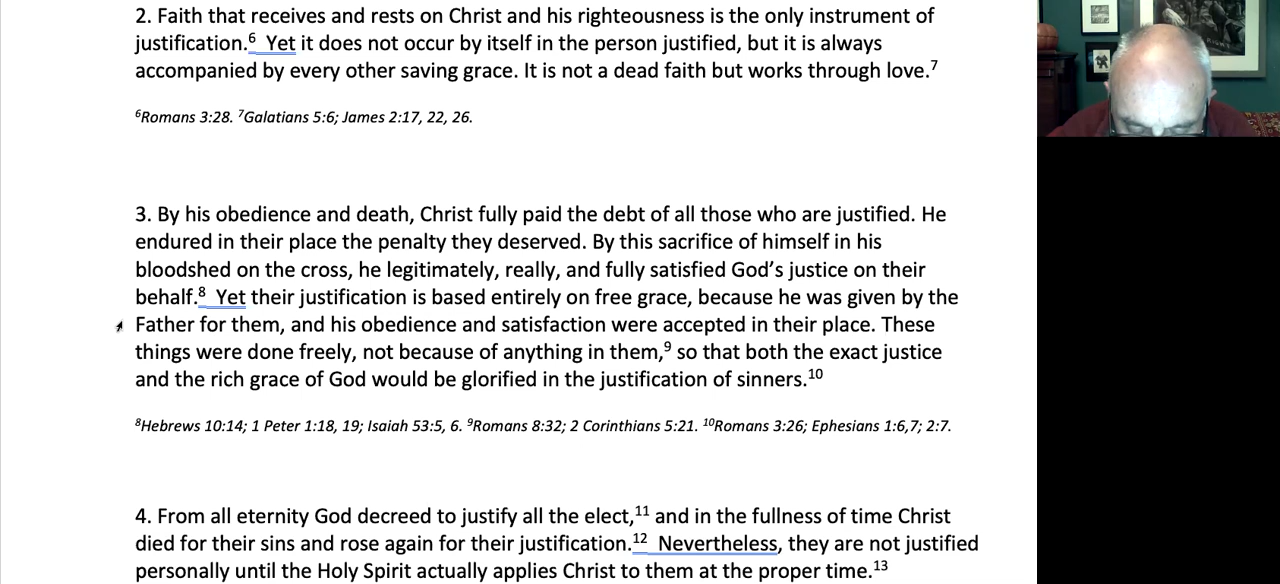 2. Faith that receives and rests on Christ and his righteousness is the only instrument of
justification.⁶ Yet it does not occur by itself in the person justified, but it is always
accompanied by every other saving grace. It is not a dead faith but works through love.⁷
⁶Romans 3:28. ⁷Galatians 5:6; James 2:17, 22, 26.
3. By his obedience and death, Christ fully paid the debt of all those who are justified. He
endured in their place the penalty they deserved. By this sacrifice of himself in his
bloodshed on the cross, he legitimately, really, and fully satisfied God’s justice on their
behalf.⁸ Yet their justification is based entirely on free grace, because he was given by the
Father for them, and his obedience and satisfaction were accepted in their place. These
things were done freely, not because of anything in them,⁹ so that both the exact justice
and the rich grace of God would be glorified in the justification of sinners.¹⁰
⁸Hebrews 10:14; 1 Peter 1:18, 19; Isaiah 53:5, 6. ⁹Romans 8:32; 2 Corinthians 5:21. ¹⁰Romans 3:26; Ephesians 1:6,7; 2:7.
4. From all eternity God decreed to justify all the elect,¹¹ and in the fullness of time Christ
died for their sins and rose again for their justification.¹² Nevertheless, they are not justified
personally until the Holy Spirit actually applies Christ to them at the proper time.¹³